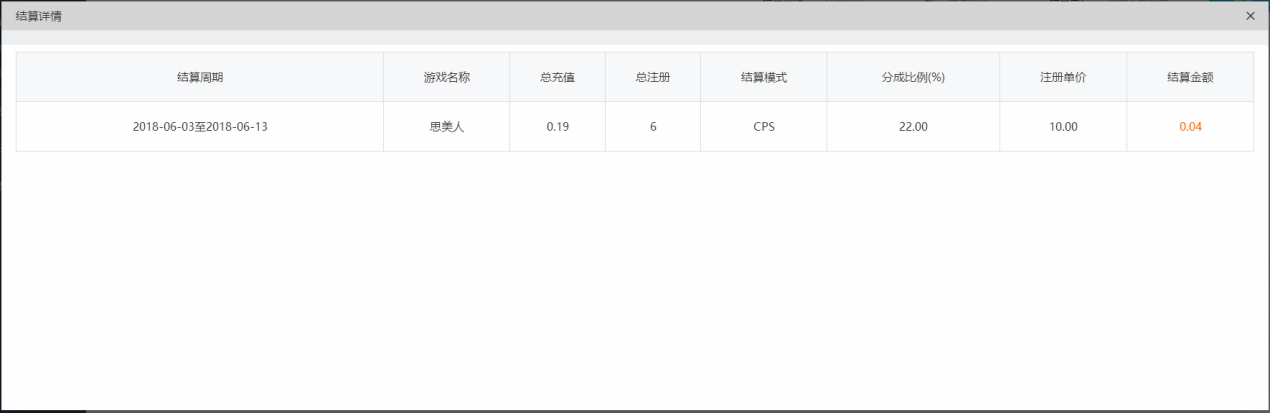 结算详情
结算周期 游戏名称 总充值 总注册 结算模式 分成比例(%) 注册单价 结算金额
2018-06-03至2018-06-13 思美人 0.19 6 CPS 22.00 10.00 0.04